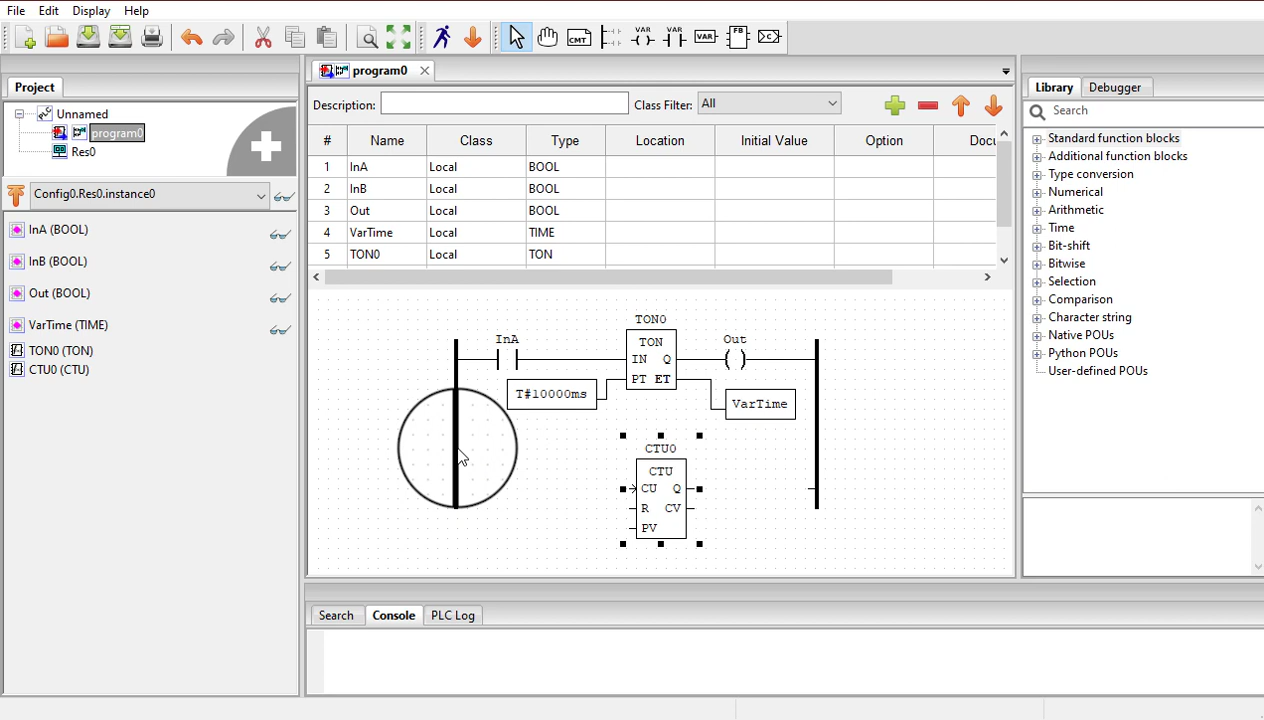 File Edit Display Help
CMT VAR VAR VAR FB
Project
Unnamed
program0
Res0
Config0.Res0.instance0
InA (BOOL)
InB (BOOL)
Out (BOOL)
VarTime (TIME)
TON0 (TON)
CTU0 (CTU)
program0
Description: Class Filter: All
# Name Class Type Location Initial Value Option Docu
1 InA Local BOOL
2 InB Local BOOL
3 Out Local BOOL
4 VarTime Local TIME
5 TON0 Local TON
TON0
InA TON Out
IN Q
PT ET
T#10000ms
VarTime
CTU0
CTU
CU Q
R CV
PV
Library Debugger
Search
Standard function blocks
Additional function blocks
Type conversion
Numerical
Arithmetic
Time
Bit-shift
Bitwise
Selection
Comparison
Character string
Native POUs
Python POUs
User-defined POUs
Search Console PLC Log